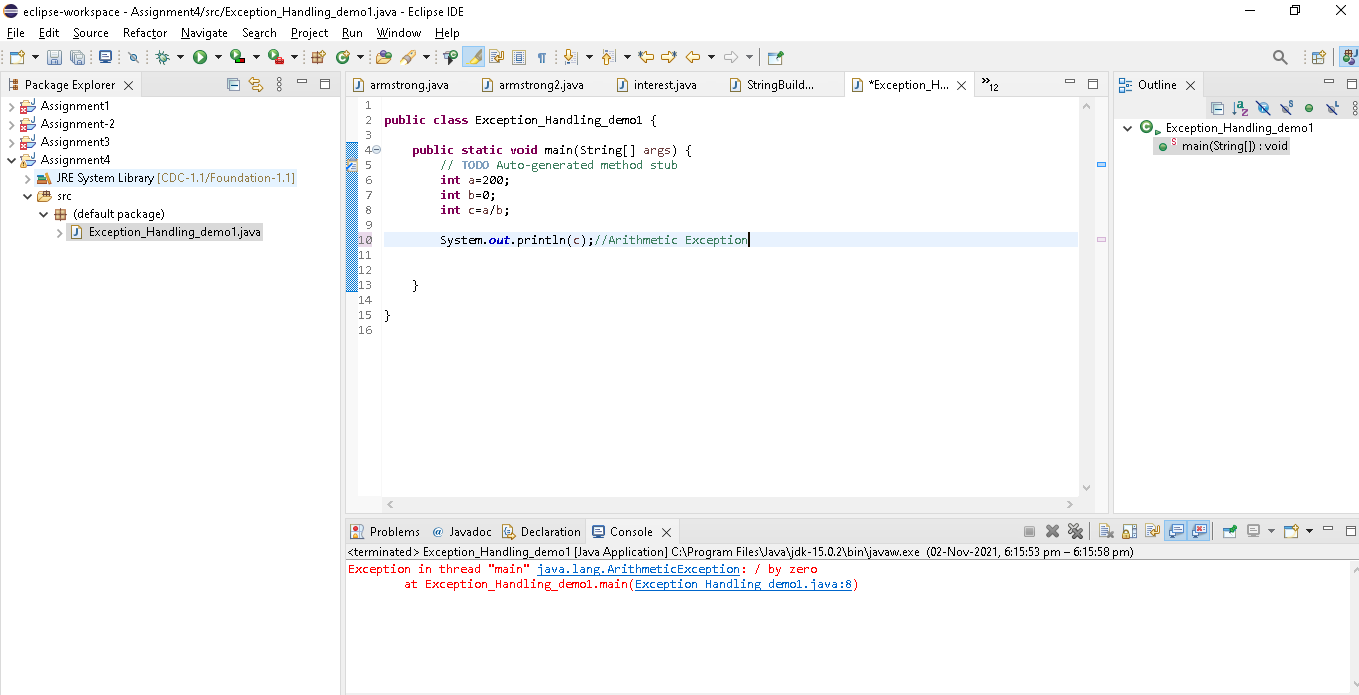 eclipse-workspace - Assignment4/src/Exception_Handling_demo1.java - Eclipse IDE
File Edit Source Refactor Navigate Search Project Run Window Help
Package Explorer
Assignment1
Assignment-2
Assignment3
Assignment4
JRE System Library [CDC-1.1/Foundation-1.1]
src
(default package)
Exception_Handling_demo1.java
armstrong.java armstrong2.java interest.java StringBuild... *Exception_H... »12
1
2 public class Exception_Handling_demo1 {
3
4 public static void main(String[] args) {
5 // TODO Auto-generated method stub
6 int a=200;
7 int b=0;
8 int c=a/b;
9
10 System.out.println(c);//Arithmetic Exception
11
12
13 }
14
15 }
16
Outline
Exception_Handling_demo1
main(String[]) : void
Problems @ Javadoc Declaration Console
<terminated> Exception_Handling_demo1 [Java Application] C:\Program Files\Java\jdk-15.0.2\bin\javaw.exe (02-Nov-2021, 6:15:53 pm – 6:15:58 pm)
Exception in thread "main" java.lang.ArithmeticException: / by zero
at Exception_Handling_demo1.main(Exception_Handling_demo1.java:8)